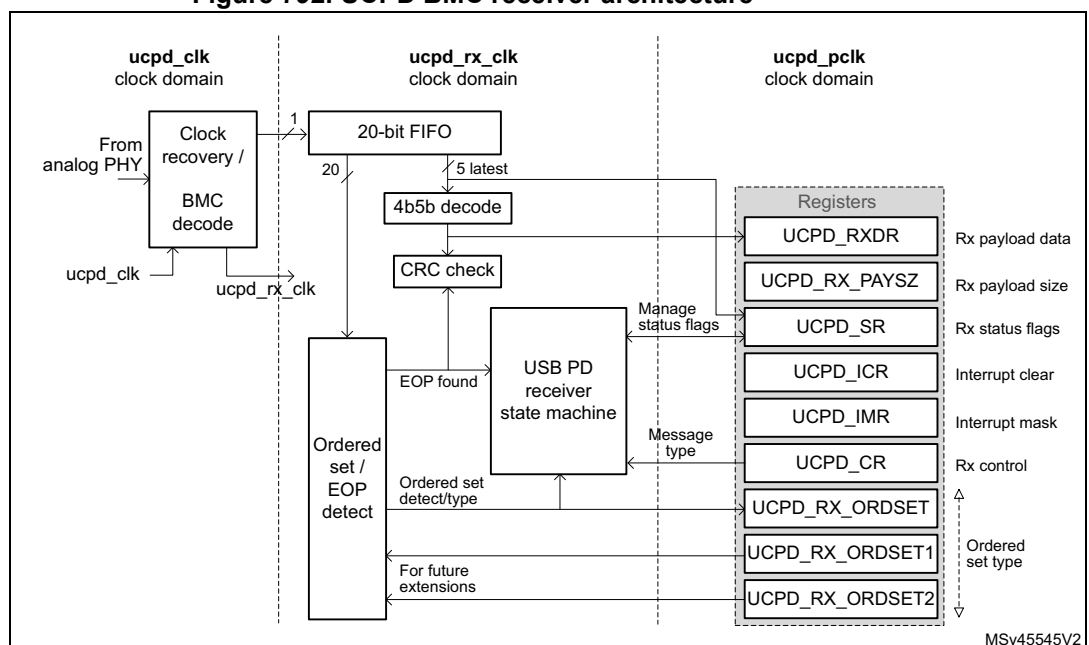 Figure 792. UCPD BMC receiver architecture
ucpd_clk
clock domain
ucpd_rx_clk
clock domain
ucpd_pclk
clock domain
From
analog PHY
Clock
recovery /
BMC
decode
ucpd_clk
ucpd_rx_clk
1
20-bit FIFO
20
5 latest
4b5b decode
CRC check
Ordered
set /
EOP
detect
EOP found
USB PD
receiver
state machine
Manage
status flags
Message
type
Ordered set
detect/type
For future
extensions
Registers
UCPD_RXDR
Rx payload data
UCPD_RX_PAYSZ
Rx payload size
UCPD_SR
Rx status flags
UCPD_ICR
Interrupt clear
UCPD_IMR
Interrupt mask
UCPD_CR
Rx control
UCPD_RX_ORDSET
UCPD_RX_ORDSET1
UCPD_RX_ORDSET2
Ordered
set type
MSv45545V2